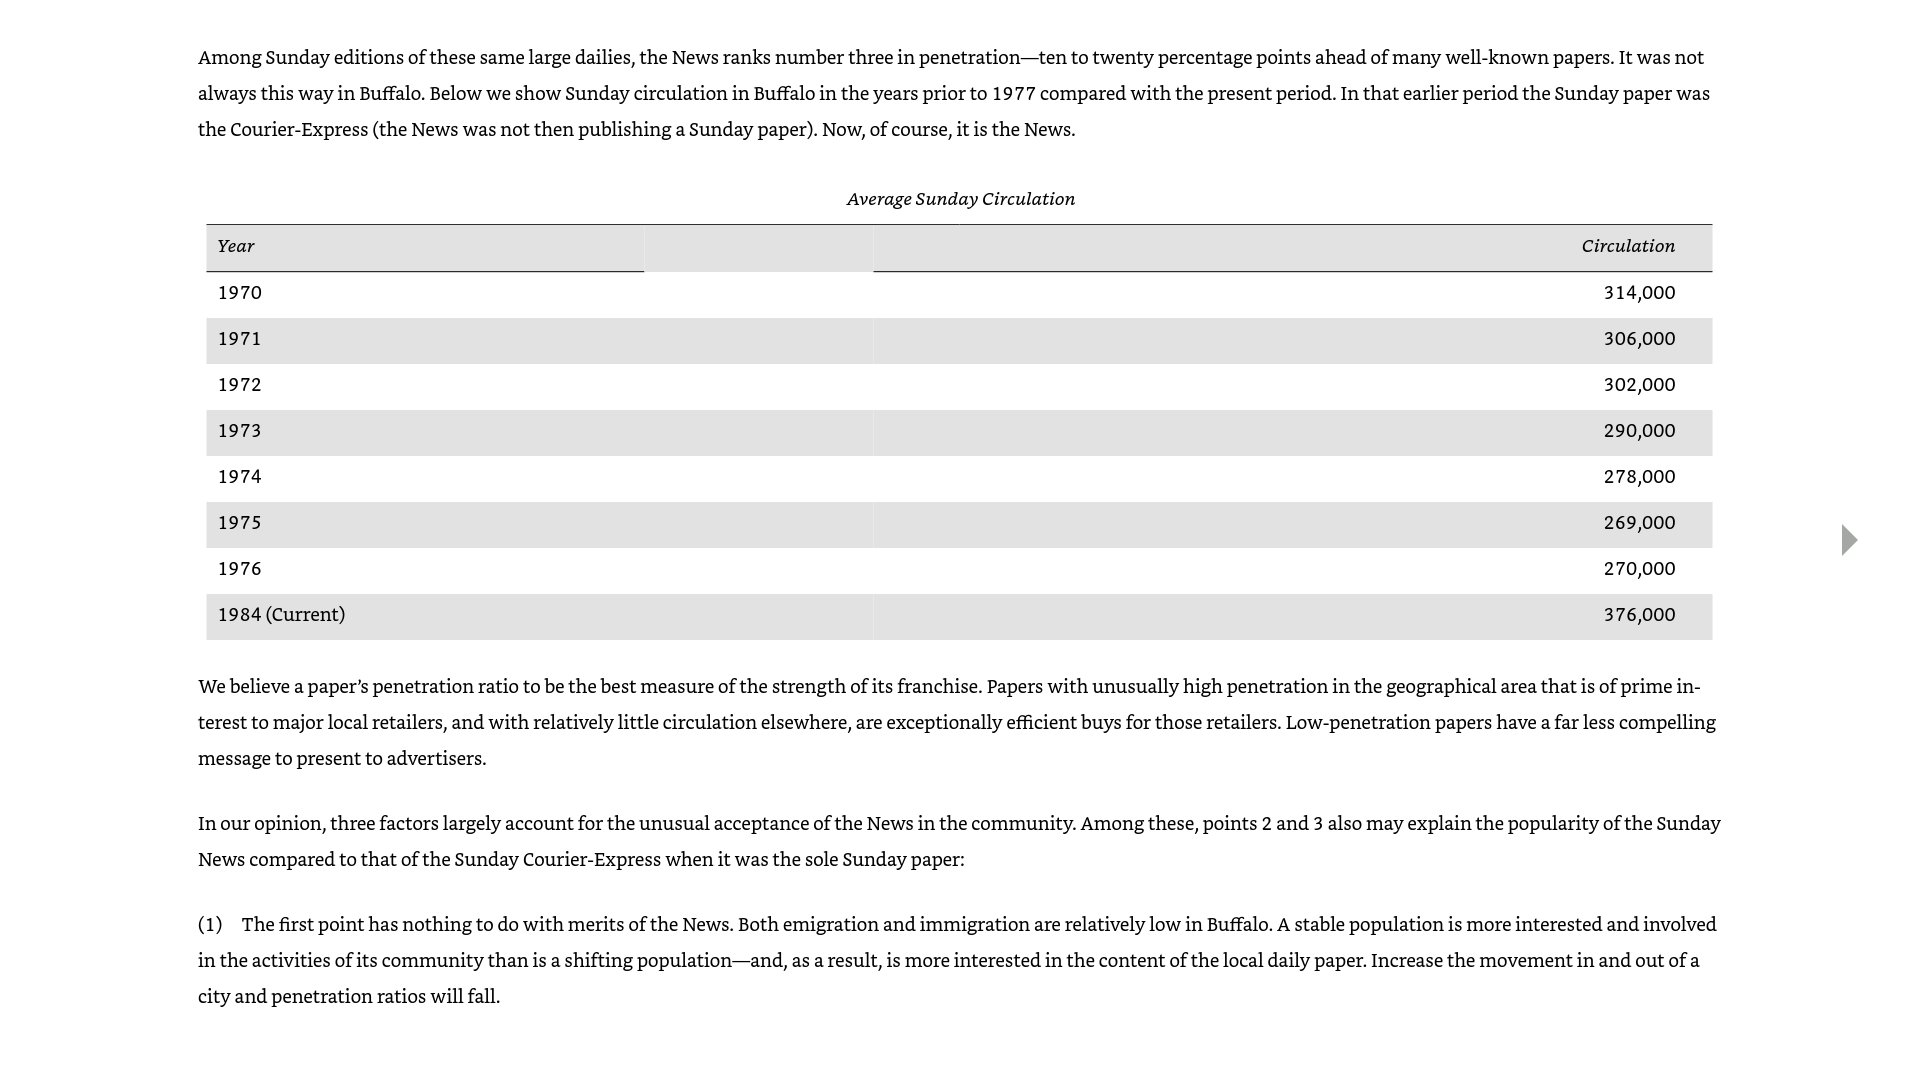 Among Sunday editions of these same large dailies, the News ranks number three in penetration—ten to twenty percentage points ahead of many well-known papers. It was not
always this way in Buffalo. Below we show Sunday circulation in Buffalo in the years prior to 1977 compared with the present period. In that earlier period the Sunday paper was
the Courier-Express (the News was not then publishing a Sunday paper). Now, of course, it is the News.
Average Sunday Circulation
Year Circulation
1970 314,000
1971 306,000
1972 302,000
1973 290,000
1974 278,000
1975 269,000
1976 270,000
1984 (Current) 376,000
We believe a paper’s penetration ratio to be the best measure of the strength of its franchise. Papers with unusually high penetration in the geographical area that is of prime in-
terest to major local retailers, and with relatively little circulation elsewhere, are exceptionally efficient buys for those retailers. Low-penetration papers have a far less compelling
message to present to advertisers.
In our opinion, three factors largely account for the unusual acceptance of the News in the community. Among these, points 2 and 3 also may explain the popularity of the Sunday
News compared to that of the Sunday Courier-Express when it was the sole Sunday paper:
(1) The first point has nothing to do with merits of the News. Both emigration and immigration are relatively low in Buffalo. A stable population is more interested and involved
in the activities of its community than is a shifting population—and, as a result, is more interested in the content of the local daily paper. Increase the movement in and out of a
city and penetration ratios will fall.